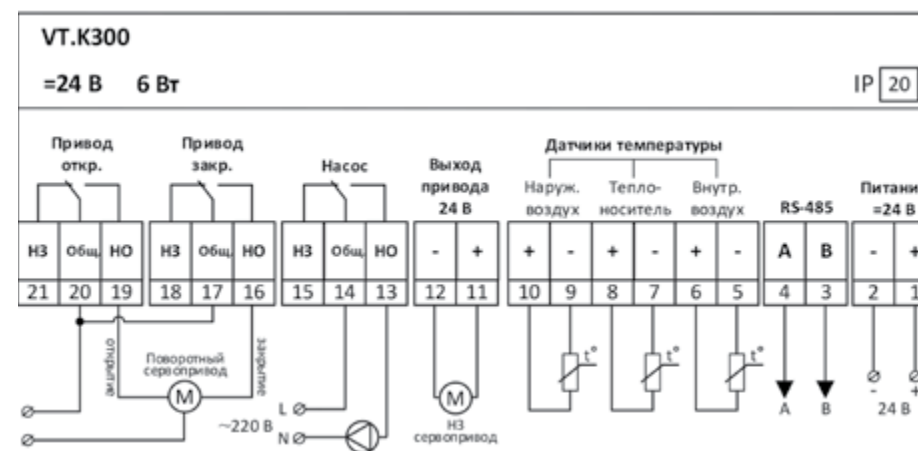 VT.K300
=24 В 6 Вт IP 20
Привод откр.
Привод закр.
Насос
Выход привода 24 В
Датчики температуры
Наруж. воздух
Тепло-носитель
Внутр. воздух
RS-485
Питани =24 В
НЗ Общ. НО НЗ Общ. НО НЗ Общ. НО - + + - + - + - A B - +
21 20 19 18 17 16 15 14 13 12 11 10 9 8 7 6 5 4 3 2 1
открытие
Поворотный сервопривод
закрытие
M
L
~220 В
N
M
НЗ сервопривод
t°
t°
t°
A B
- +
24 В